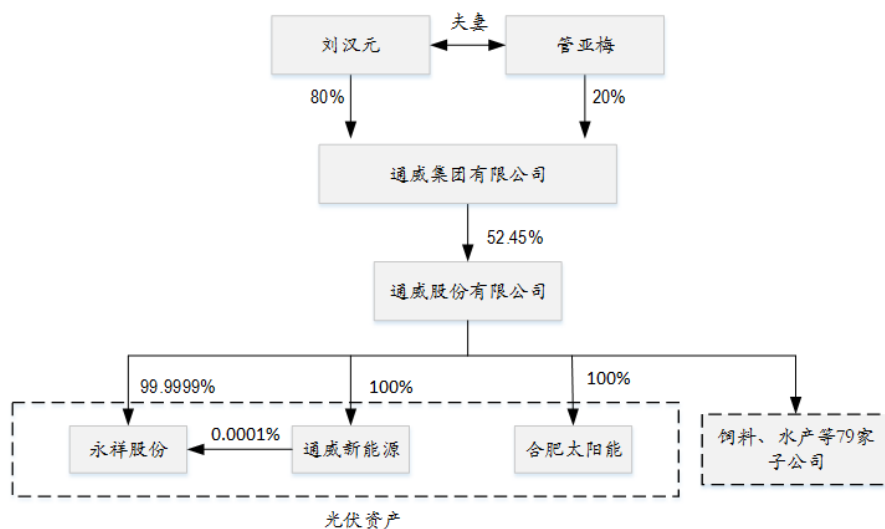 夫妻
刘汉元
管亚梅
80%
20%
通威集团有限公司
52.45%
通威股份有限公司
99.9999%
100%
100%
永祥股份
0.0001%
通威新能源
合肥太阳能
饲料、水产等79家
子公司
光伏资产